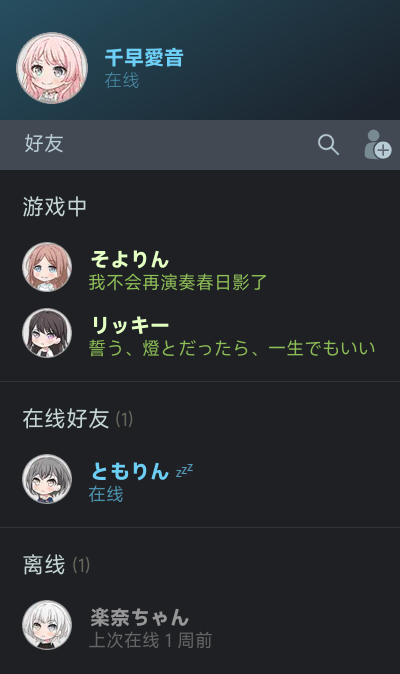 千早愛音
在线
好友
游戏中
そよりん
我不会再演奏春日影了
リッキー
誓う、燈とだったら、一生でもいい
在线好友 (1)
ともりん zzz
在线
离线 (1)
楽奈ちゃん
上次在线 1 周前